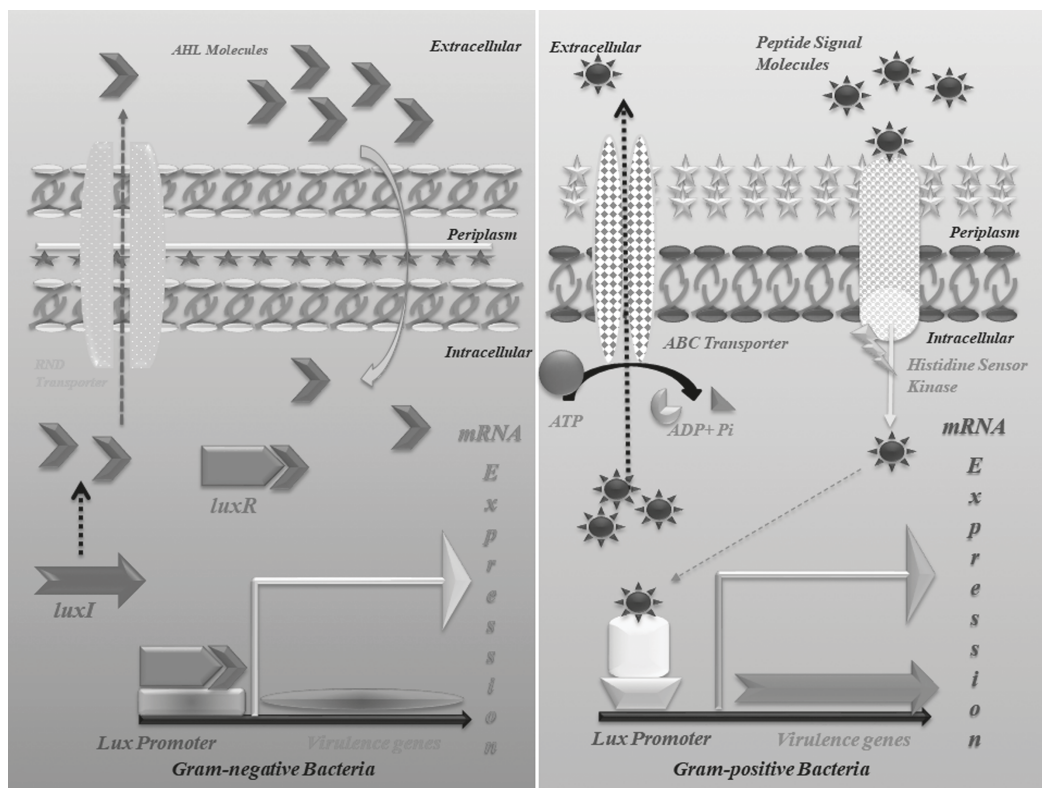 AHL Molecules
Extracellular
Periplasm
Intracellular
RND
Transporter
mRNA
Expression
luxR
luxI
Lux Promoter
Virulence genes
Gram-negative Bacteria
Extracellular
Peptide Signal
Molecules
Periplasm
Intracellular
ABC Transporter
Histidine Sensor
Kinase
ATP
ADP+ Pi
mRNA
Expression
Lux Promoter
Virulence genes
Gram-positive Bacteria